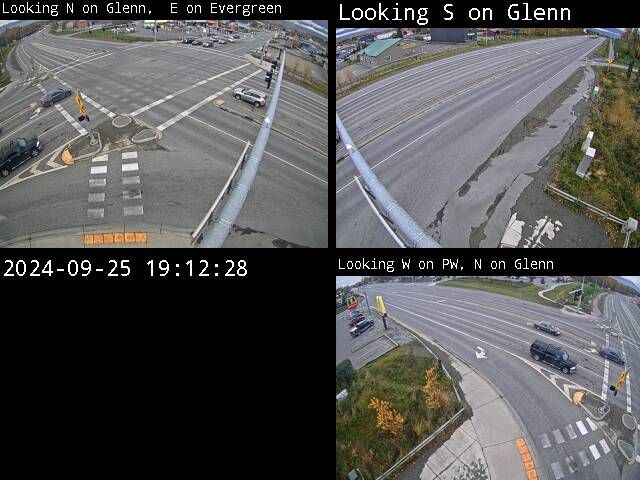 Looking N on Glenn,  E on Evergreen
Looking S on Glenn
2024-09-25 19:12:28
Looking W on PW, N on Glenn